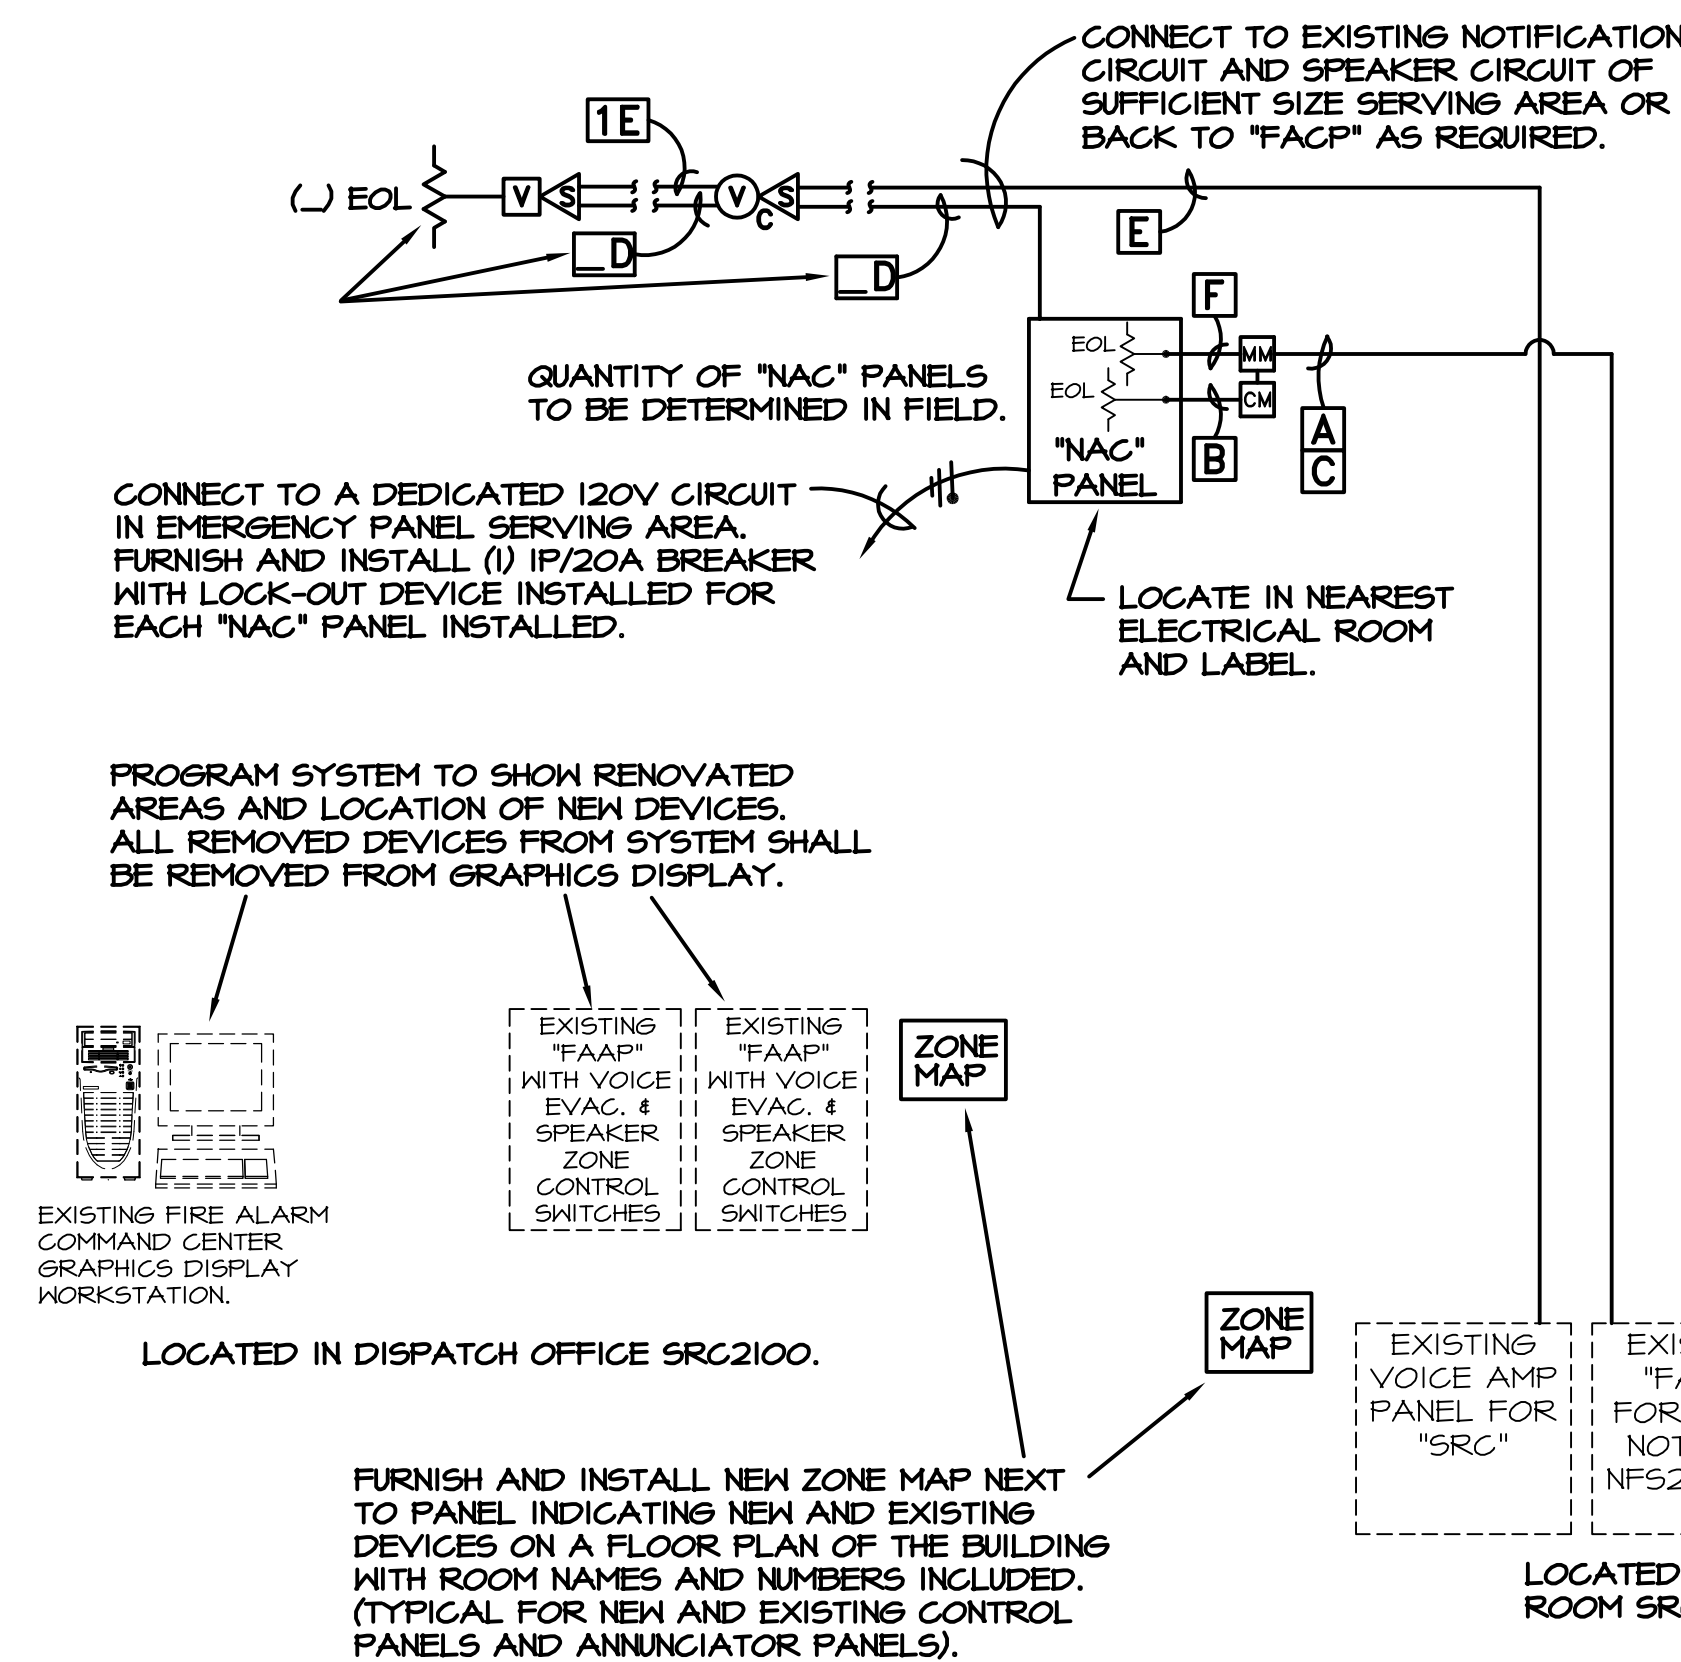 CONNECT TO EXISTING NOTIFICATION
CIRCUIT AND SPEAKER CIRCUIT OF
SUFFICIENT SIZE SERVING AREA OR
BACK TO "FACP" AS REQUIRED.
1E
(_) EOL
V
S
V
S
C
E
_D
_D
F
EOL
MM
EOL
CM
A
C
B
"NAC"
PANEL
QUANTITY OF "NAC" PANELS
TO BE DETERMINED IN FIELD.
CONNECT TO A DEDICATED 120V CIRCUIT
IN EMERGENCY PANEL SERVING AREA.
FURNISH AND INSTALL (1) 1P/20A BREAKER
WITH LOCK-OUT DEVICE INSTALLED FOR
EACH "NAC" PANEL INSTALLED.
LOCATE IN NEAREST
ELECTRICAL ROOM
AND LABEL.
PROGRAM SYSTEM TO SHOW RENOVATED
AREAS AND LOCATION OF NEW DEVICES.
ALL REMOVED DEVICES FROM SYSTEM SHALL
BE REMOVED FROM GRAPHICS DISPLAY.
EXISTING
"FAAP"
WITH VOICE
EVAC. &
SPEAKER
ZONE
CONTROL
SWITCHES
EXISTING
"FAAP"
WITH VOICE
EVAC. &
SPEAKER
ZONE
CONTROL
SWITCHES
ZONE
MAP
EXISTING FIRE ALARM
COMMAND CENTER
GRAPHICS DISPLAY
WORKSTATION.
LOCATED IN DISPATCH OFFICE SRC2100.
ZONE
MAP
EXISTING
VOICE AMP
PANEL FOR
"SRC"
FOR
LOCATED
ROOM
FURNISH AND INSTALL NEW ZONE MAP NEXT
TO PANEL INDICATING NEW AND EXISTING
DEVICES ON A FLOOR PLAN OF THE BUILDING
WITH ROOM NAMES AND NUMBERS INCLUDED.
(TYPICAL FOR NEW AND EXISTING CONTROL
PANELS AND ANNUNCIATOR PANELS).